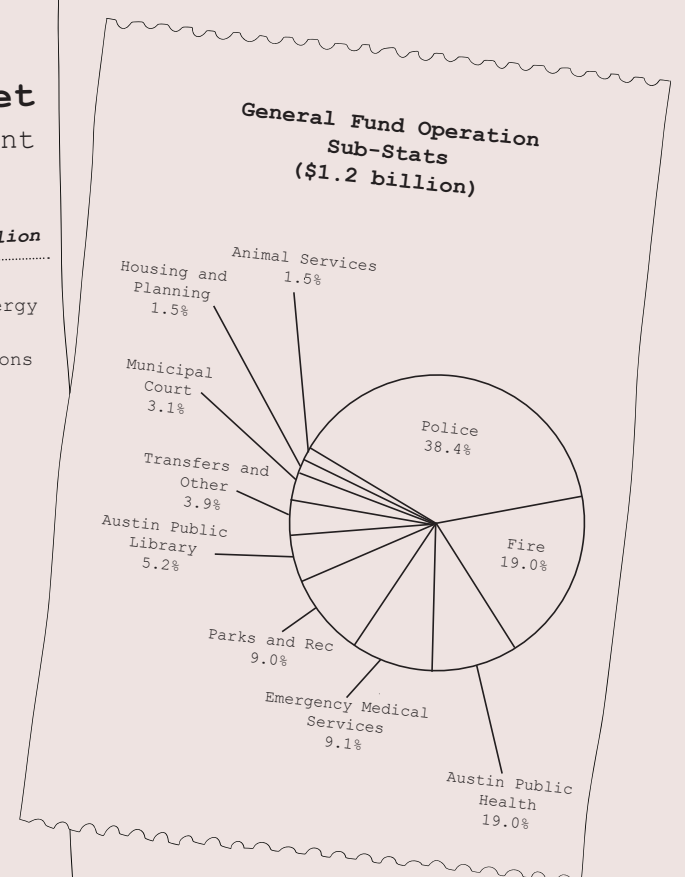 et
nt
lion
ergy
ons
General Fund Operation
Sub-Stats
($1.2 billion)
Animal Services
1.5%
Housing and
Planning
1.5%
Municipal
Court
3.1%
Transfers and
Other
3.9%
Austin Public
Library
5.2%
Parks and Rec
9.0%
Emergency Medical
Services
9.1%
Austin Public
Health
19.0%
Police
38.4%
Fire
19.0%